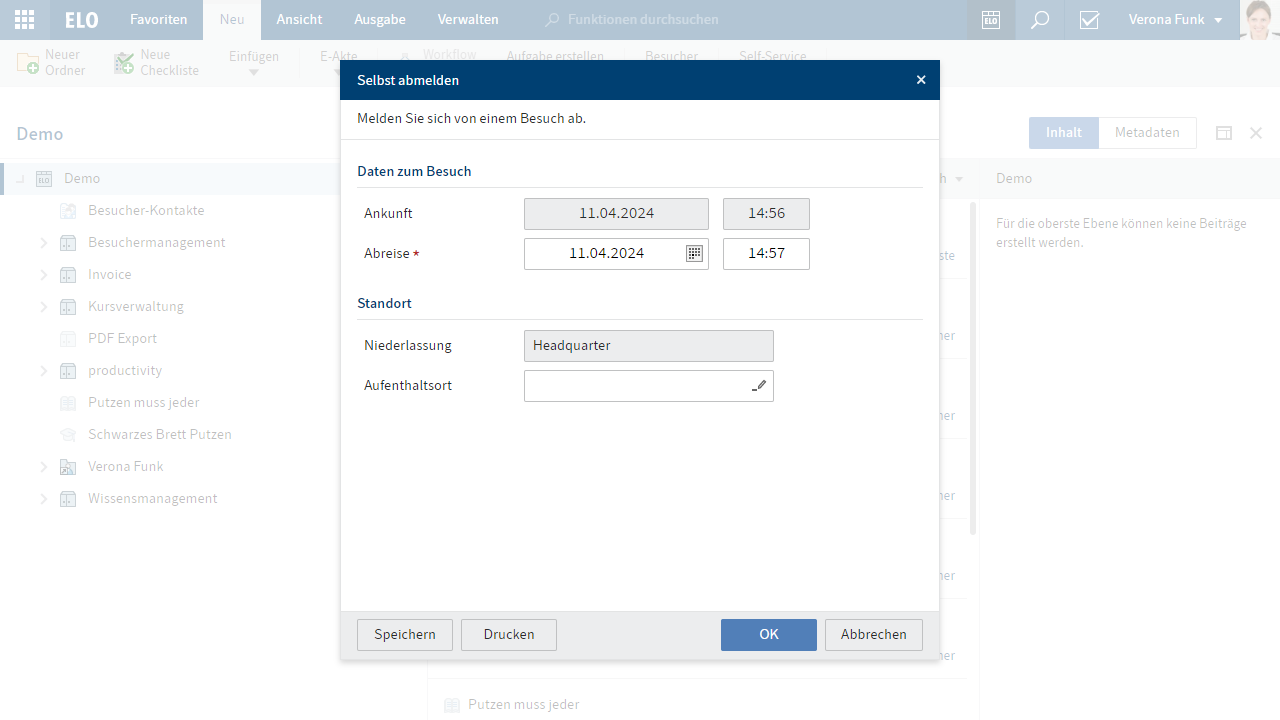 ELO Favoriten Neu Ansicht Ausgabe Verwalten Funktionen durchsuchen ELO Verona Funk
Neuer Ordner
Neue Checkliste
Einfügen
E-Akte
Workflow
Aufgabe erstellen
Besucher
Self-Service
Selbst abmelden
Melden Sie sich von einem Besuch ab.
Demo
Inhalt Metadaten
ELO Demo
Besucher-Kontakte
Besuchermanagement
Invoice
Kursverwaltung
PDF Export
productivity
Putzen muss jeder
Schwarzes Brett Putzen
Verona Funk
Wissensmanagement
Daten zum Besuch
Ankunft 11.04.2024 14:56
Abreise * 11.04.2024 14:57
Standort
Niederlassung Headquarter
Aufenthaltsort
Speichern Drucken OK Abbrechen
Putzen muss jeder
Demo
Für die oberste Ebene können keine Beiträge
erstellt werden.